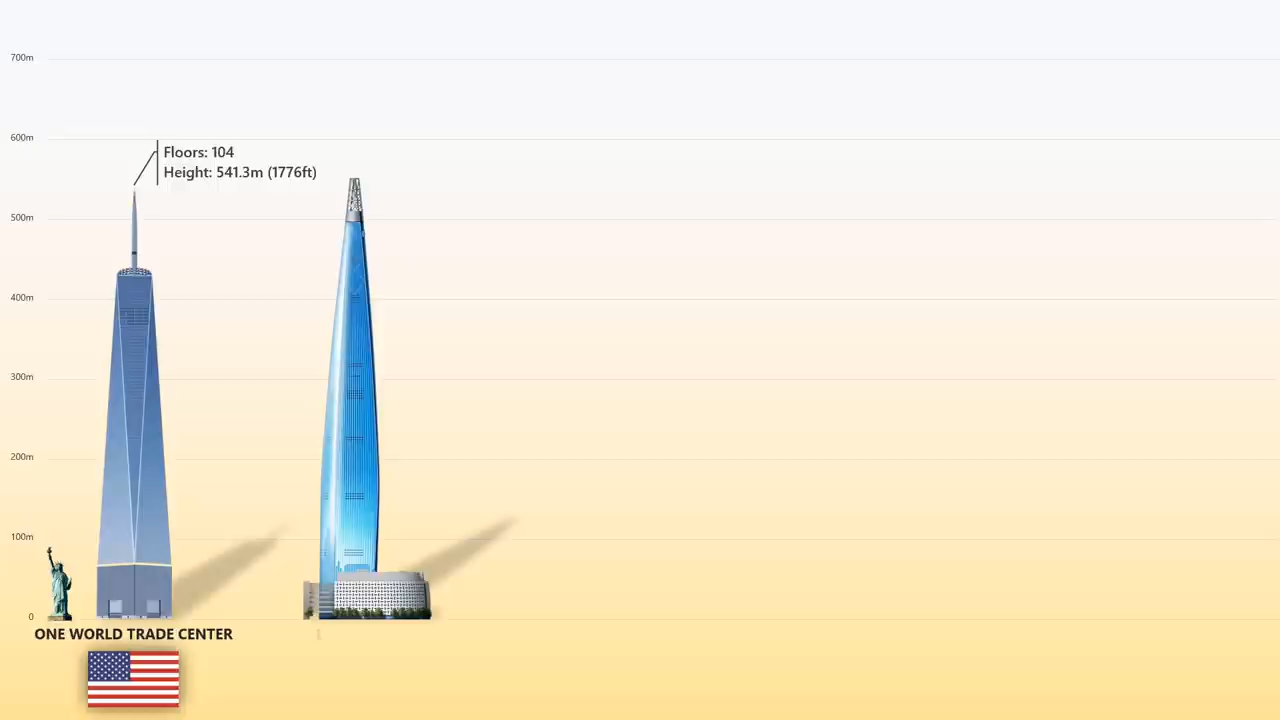 700m
600m
Floors: 104
Height: 541.3m (1776ft)
500m
400m
300m
200m
100m
0
ONE WORLD TRADE CENTER